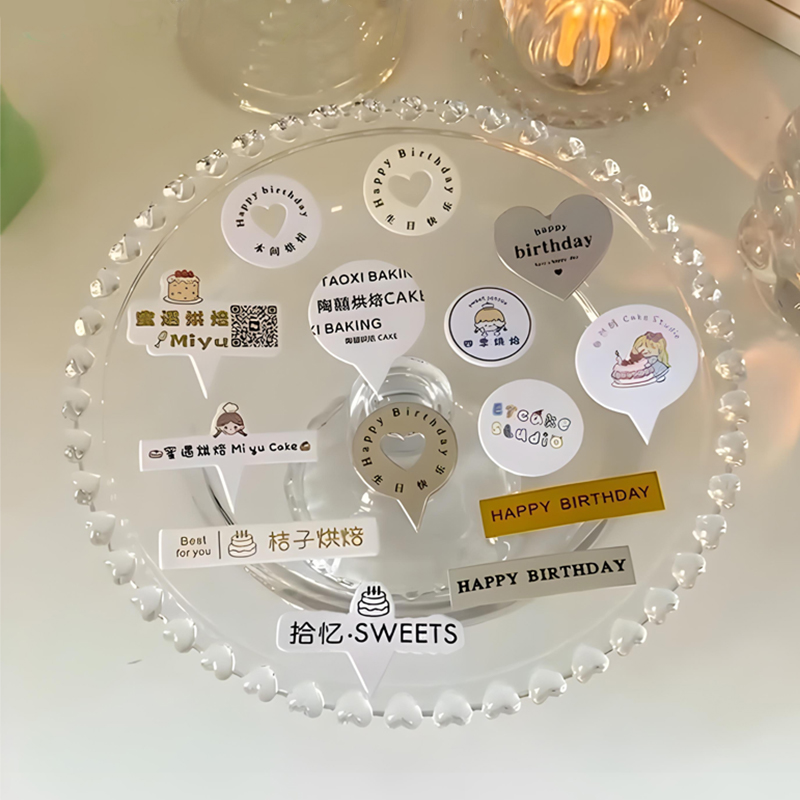 Happy Birthday
生日快乐
Happy birthday
木间烘焙
happy
birthday
蜜遇烘焙
Miyu
TAOXI BAKIN
陶囍烘焙CAKE
XI BAKING
陶囍烘焙 CAKE
四季烘焙
Cake Studio
ETCake
Studio
蜜遇烘焙 Mi yu Cake
Happy Birthday
生日快乐
HAPPY BIRTHDAY
Best
for you
桔子烘焙
HAPPY BIRTHDAY
拾忆·SWEETS